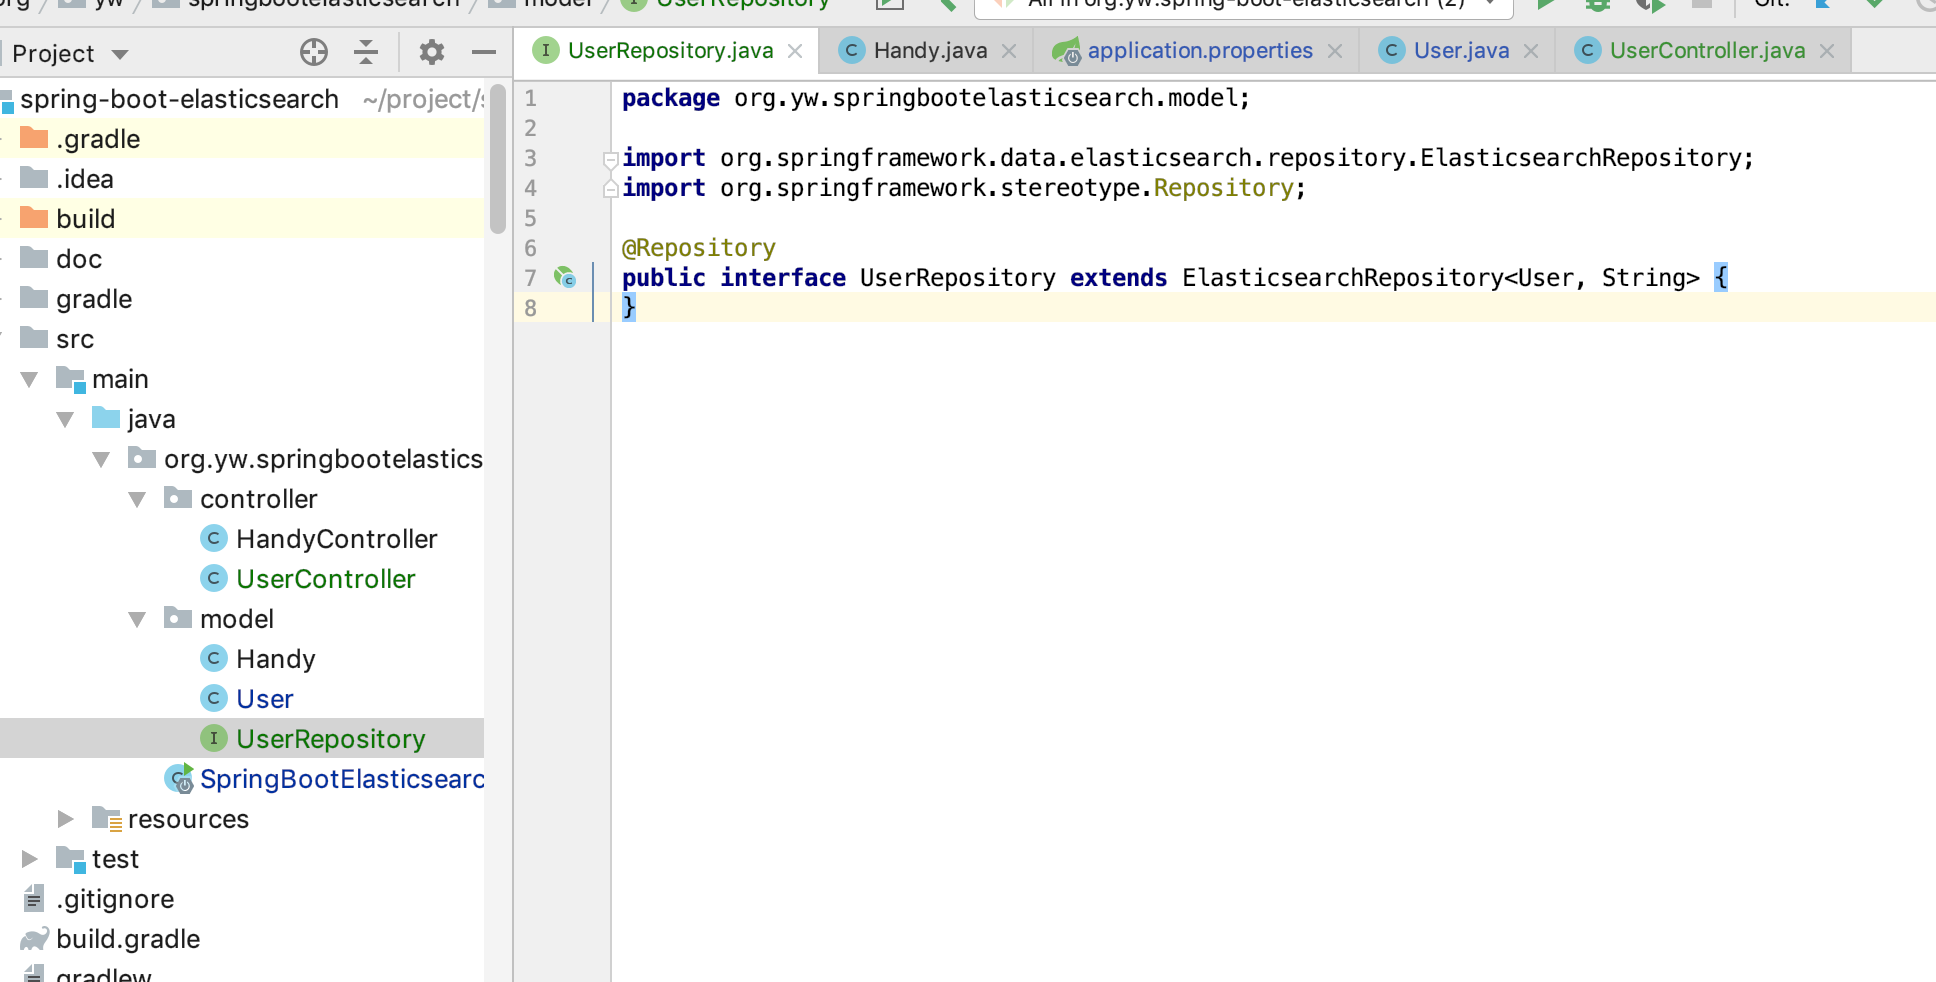 yw springbootelasticsearch model UserRepository All in org.yw.spring-boot-elasticsearch (2) Git:
Project
UserRepository.java Handy.java application.properties User.java UserController.java
spring-boot-elasticsearch ~/project/s
.gradle
.idea
build
doc
gradle
src
main
java
org.yw.springbootelastics
controller
HandyController
UserController
model
Handy
User
UserRepository
SpringBootElasticsearc
resources
test
.gitignore
build.gradle
gradlew
1 package org.yw.springbootelasticsearch.model;
2
3 import org.springframework.data.elasticsearch.repository.ElasticsearchRepository;
4 import org.springframework.stereotype.Repository;
5
6 @Repository
7 public interface UserRepository extends ElasticsearchRepository<User, String> {
8 }